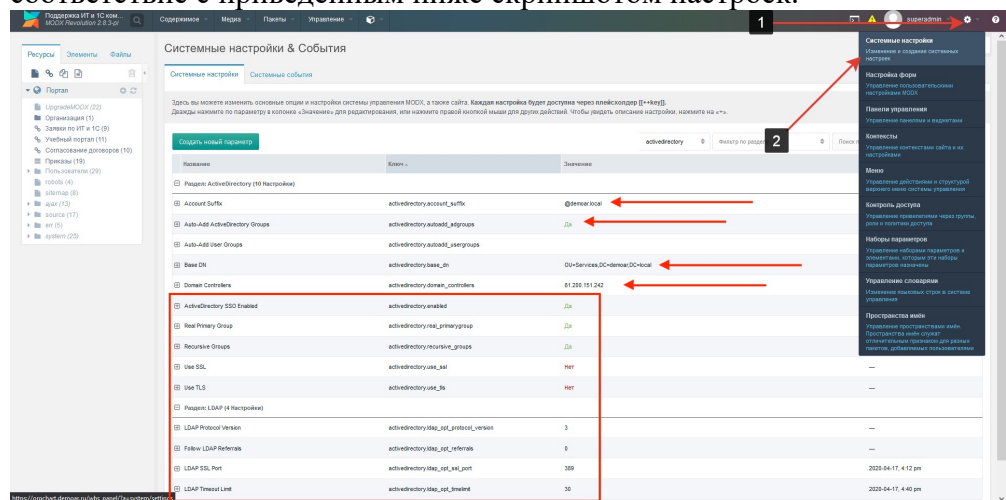 соответствие с приведенным ниже скриншотом настроек.
Поддержка ИТ и 1С ком...
MODX Revolution 2.8.3-pl
Содержимое
Медиа
Пакеты
Управление
1
superadmin
Ресурсы Элементы Файлы
Портал
UpgradeMODX (22)
Организация (1)
Заявки по ИТ и 1С (9)
Учебный портал (11)
Согласование договоров (10)
Приказы (19)
Пользователи (29)
robots (4)
sitemap (8)
ajax (13)
source (17)
err (5)
system (25)
Системные настройки & События
Системные настройки Системные события
Здесь вы можете изменить основные опции и настройки системы управления MODX, а также сайта. Каждая настройка будет доступна через плейсхолдер [[++key]].
Дважды нажмите по параметру в колонке «Значение» для редактирования, или нажмите правой кнопкой мыши для других действий. Чтобы увидеть описание настройки, нажмите на «+».
Создать новый параметр
activedirectory
Фильтр по разде
2
Поиск п
Название Ключ Значение
Раздел: ActiveDirectory (10 Настройки)
Account Suffix activedirectory.account_suffix @demoar.local
Auto-Add ActiveDirectory Groups activedirectory.autoadd_adgroups Да
Auto-Add User Groups activedirectory.autoadd_usergroups
Base DN activedirectory.base_dn OU=Services,DC=demoar,DC=local
Domain Controllers activedirectory.domain_controllers 81.200.151.242
ActiveDirectory SSO Enabled activedirectory.enabled Да
Real Primary Group activedirectory.real_primarygroup Да
Recursive Groups activedirectory.recursive_groups Да
Use SSL activedirectory.use_ssl Нет —
Use TLS activedirectory.use_tls Нет —
Раздел: LDAP (4 Настройки)
LDAP Protocol Version activedirectory.ldap_opt_protocol_version 3 —
Follow LDAP Referrals activedirectory.ldap_opt_referrals 0 —
LDAP SSL Port activedirectory.ldap_opt_ssl_port 389 2020-04-17, 4:12 pm
LDAP Timeout Limit activedirectory.ldap_opt_timelimit 30 2020-04-17, 4:40 pm
Системные настройки
Изменение и создание системных
настроек
Настройка форм
Управление пользовательскими
настройками MODX
Панели управления
Управление панелями и виджетами
Контексты
Управление контекстами сайта и их
настройками
Меню
Управление действиями и структурой
верхнего меню системы управления
Контроль доступа
Управление привилегиями через группы,
роли и политики доступа
Наборы параметров
Управление наборами параметров и
элементами, которым эти наборы
параметров назначены
Управление словарями
Изменение языковых строк в системе
управления
Пространства имён
Управление пространствами имён.
Пространства имён служат
отличительным признаком для разных
пакетов, добавляемых пользователями